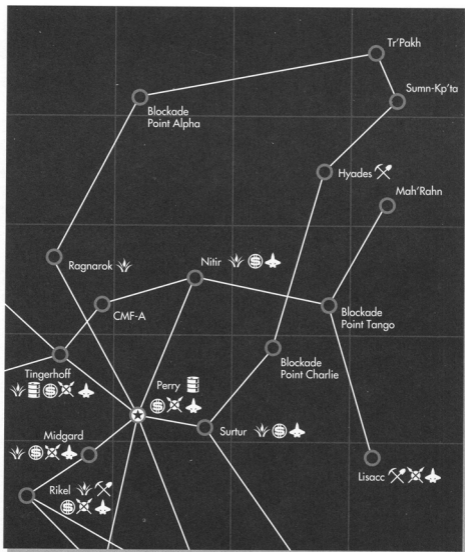 Tr'Pakh
Sumn-Kp'ta
Blockade
Point Alpha
Hyades
Mah'Rahn
Ragnarok
Nitir
CMF-A
Blockade
Point Tango
Tingerhoff
Blockade
Point Charlie
Perry
Surtur
Midgard
Lisacc
Rikel